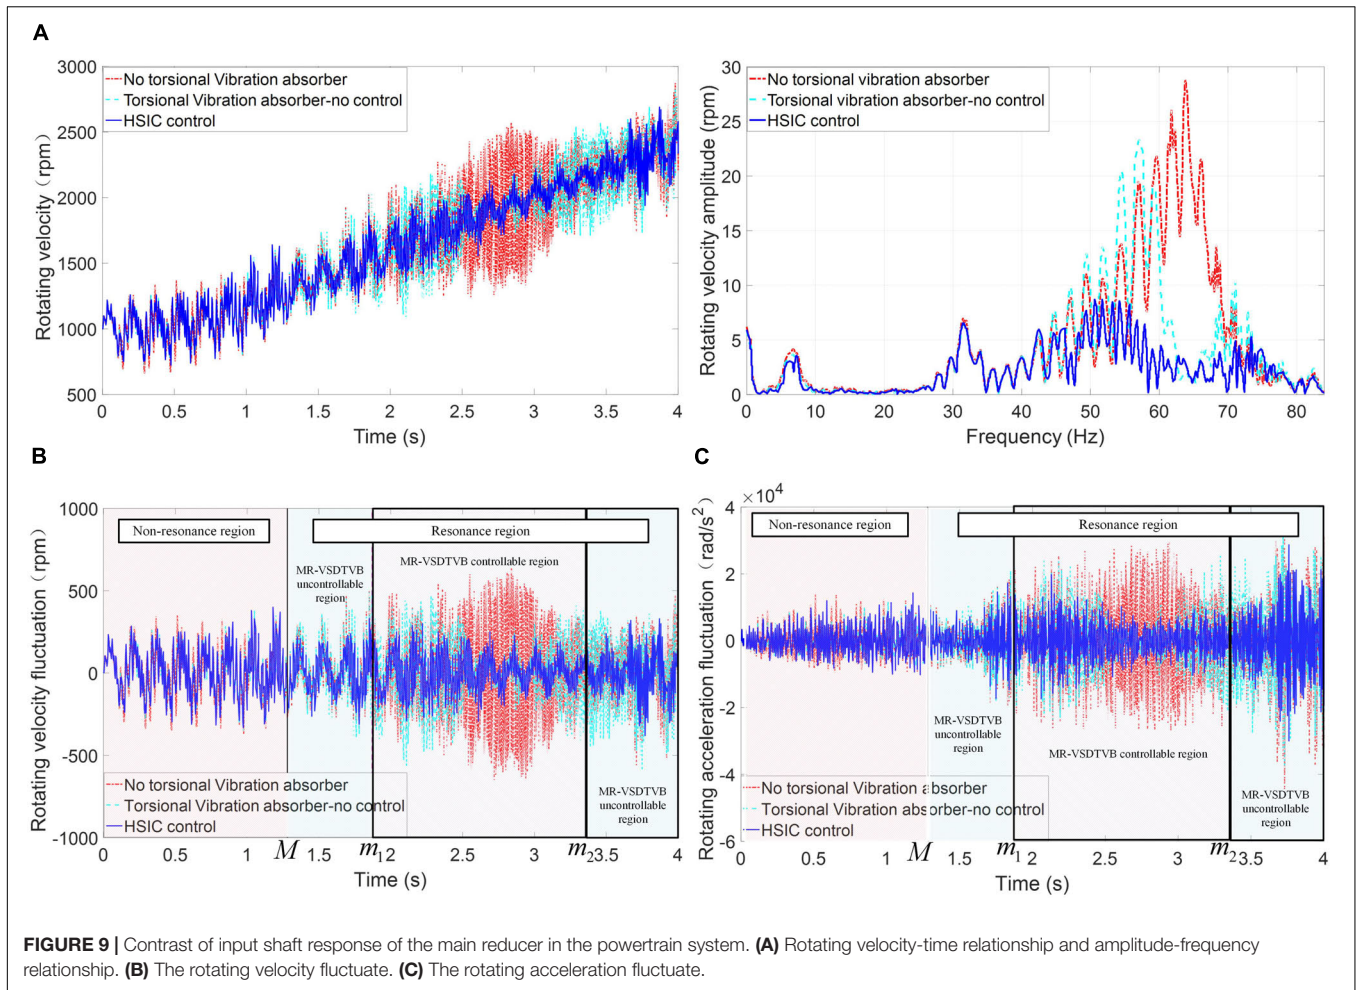 A
3000
2500
2000
1500
1000
500
Rotating velocity（rpm）
No torsional Vibration absorber
Torsional Vibration absorber-no control
HSIC control
0 0.5 1 1.5 2 2.5 3 3.5 4
Time (s)
30
25
20
15
10
5
0
Rotating velocity amplitude (rpm)
No torsional vibration absorber
Torsional vibration absorber-no control
HSIC control
0 10 20 30 40 50 60 70 80
Frequency (Hz)
B
1000
500
0
-500
-1000
Rotating velocity fluctuation（rpm）
Non-resonance region
Resonance region
MR-VSDTVB
uncontrollable
region
MR-VSDTVB controllable region
MR-VSDTVB
uncontrollable
region
No torsional Vibration absorber
Torsional Vibration absorber-no control
HSIC control
0 0.5 1 M 1.5 m1 2 2.5 3 m2 3.5 4
Time (s)
C
×10^4
4
2
0
-2
-4
-6
Rotating acceleration fluctuation（rad/s^2）
Non-resonance region
Resonance region
MR-VSDTVB
uncontrollable
region
MR-VSDTVB controllable region
MR-VSDTVB
uncontrollable
region
No torsional Vibration absorber
Torsional Vibration absorber-no control
HSIC control
0 0.5 1 M 1.5 m1 2 2.5 3 m2 3.5 4
Time (s)
FIGURE 9 | Contrast of input shaft response of the main reducer in the powertrain system. (A) Rotating velocity-time relationship and amplitude-frequency
relationship. (B) The rotating velocity fluctuate. (C) The rotating acceleration fluctuate.